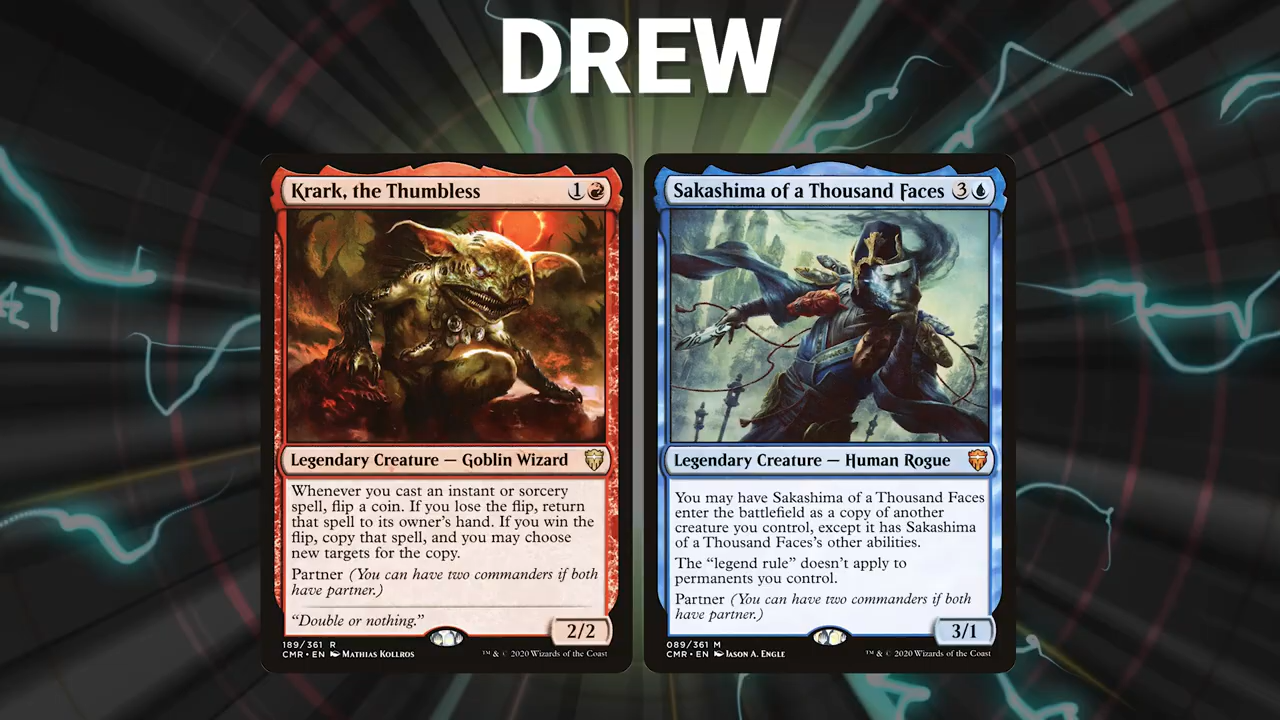 DREW
Krark, the Thumbless 1
Legendary Creature — Goblin Wizard
Whenever you cast an instant or sorcery
spell, flip a coin. If you lose the flip, return
that spell to its owner's hand. If you win the
flip, copy that spell, and you may choose
new targets for the copy.
Partner (You can have two commanders if both
have partner.)
"Double or nothing."
2/2
189/361 R
CMR • EN Mathias Kollros
™ & © 2020 Wizards of the Coast
Sakashima of a Thousand Faces 3
Legendary Creature — Human Rogue
You may have Sakashima of a Thousand Faces
enter the battlefield as a copy of another
creature you control, except it has Sakashima
of a Thousand Faces's other abilities.
The "legend rule" doesn't apply to
permanents you control.
Partner (You can have two commanders if both
have partner.)
3/1
089/361 M
CMR • EN Jason A. Engle
™ & © 2020 Wizards of the Coast